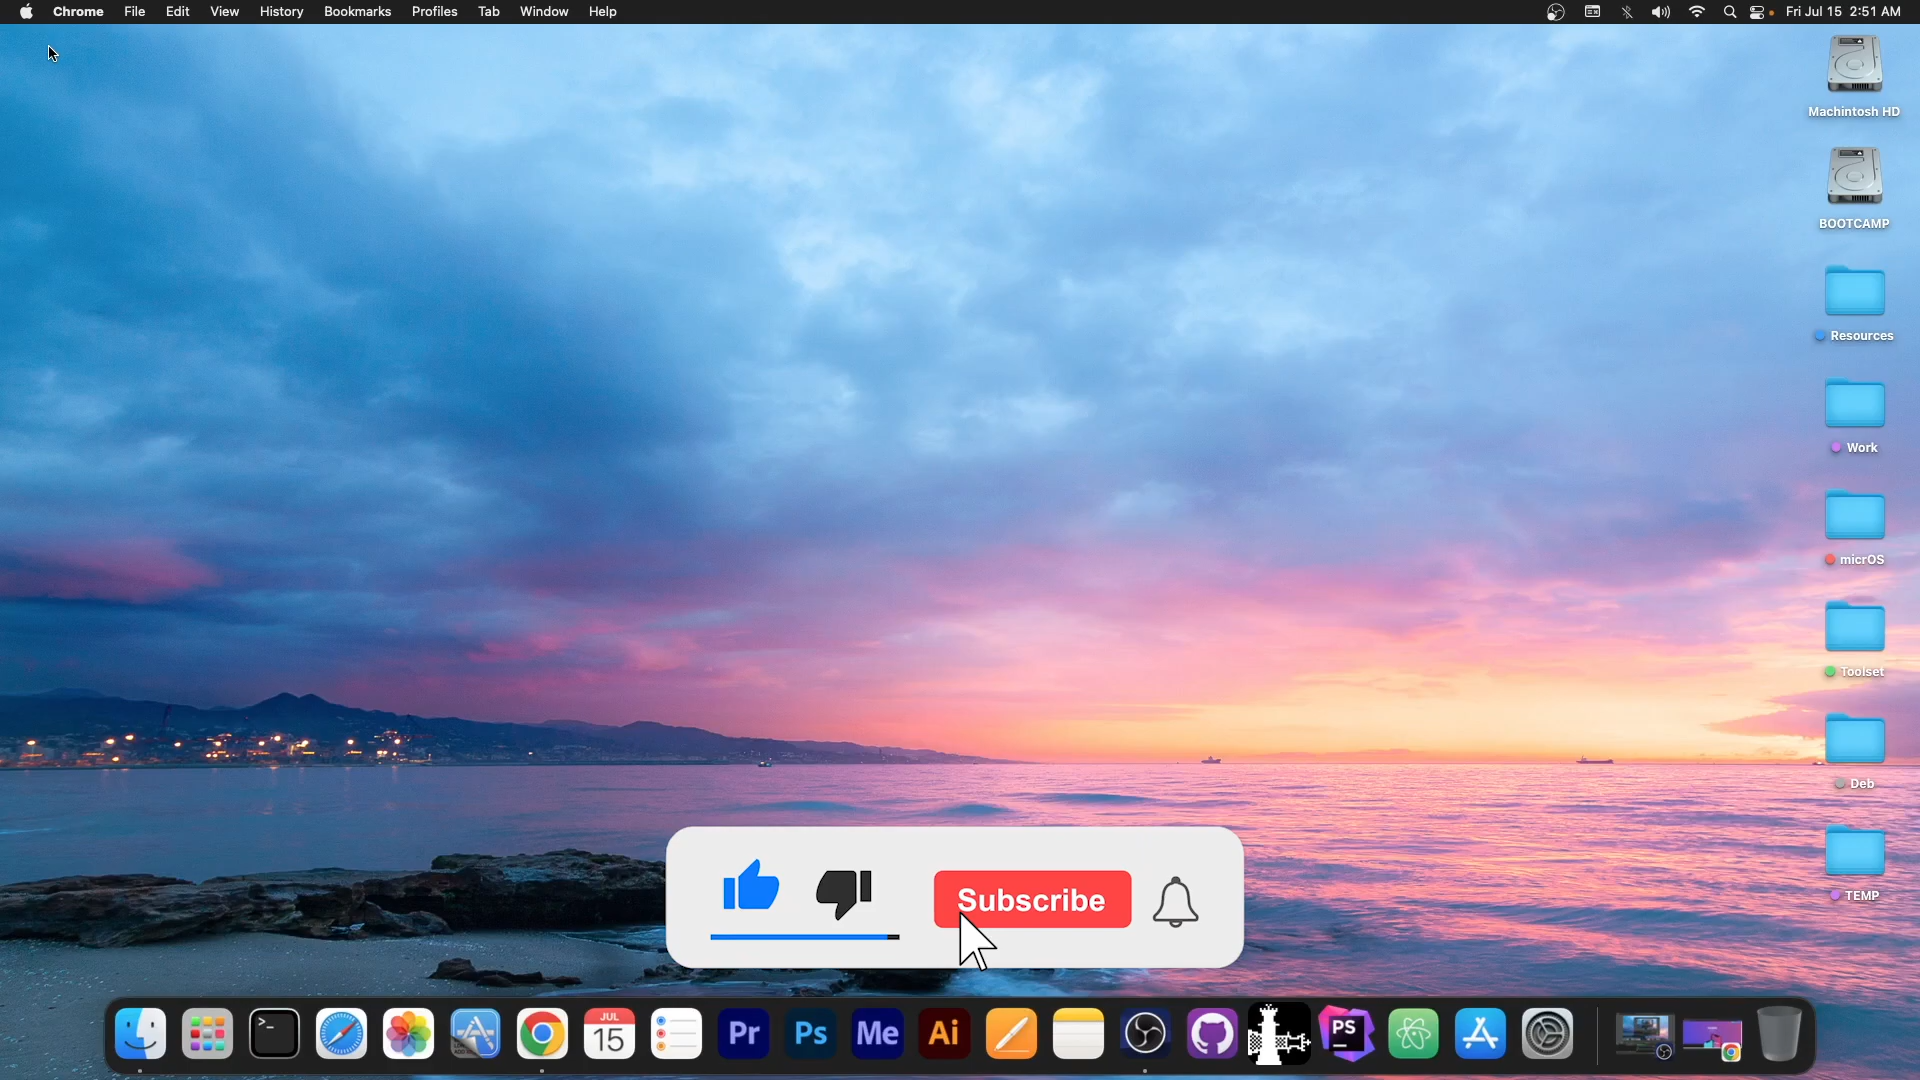 Chrome File Edit View History Bookmarks Profiles Tab Window Help Fri Jul 15 2:51 AM
Machintosh HD
BOOTCAMP
Resources
Work
micrOS
Toolset
Deb
TEMP
Subscribe
>_
JUL
15
Pr
Ps
Me
Ai
PS